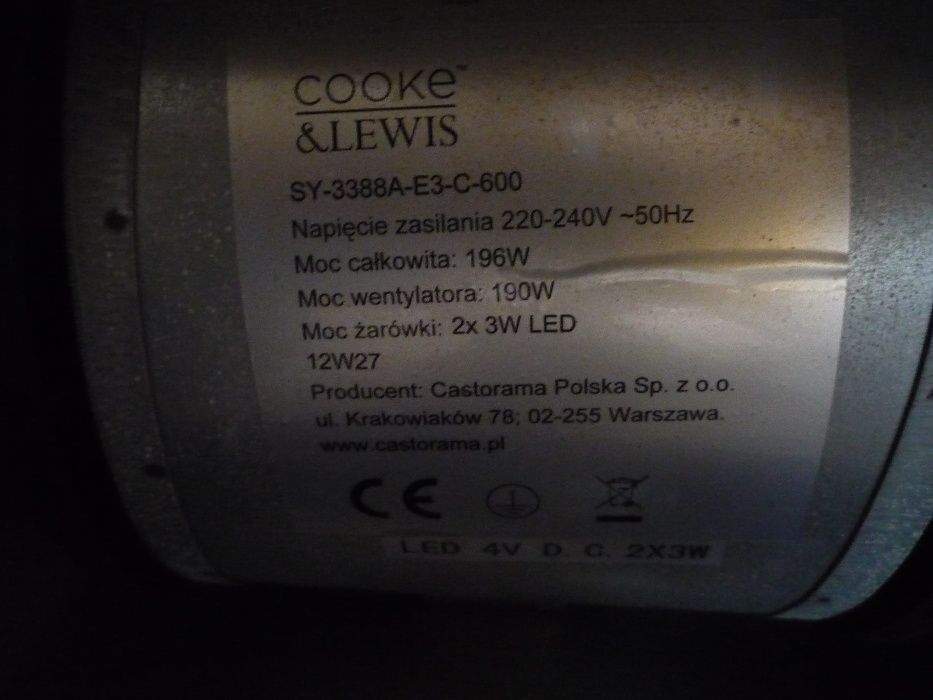 COOKe™
&LEWIS
SY-3388A-E3-C-600
Napięcie zasilania 220-240V ~50Hz
Moc całkowita: 196W
Moc wentylatora: 190W
Moc żarówki: 2x 3W LED
12W27
Producent: Castorama Polska Sp. z o.o.
ul. Krakowiaków 78; 02-255 Warszawa.
www.castorama.pl
CE
LED 4V D. C. 2X3W